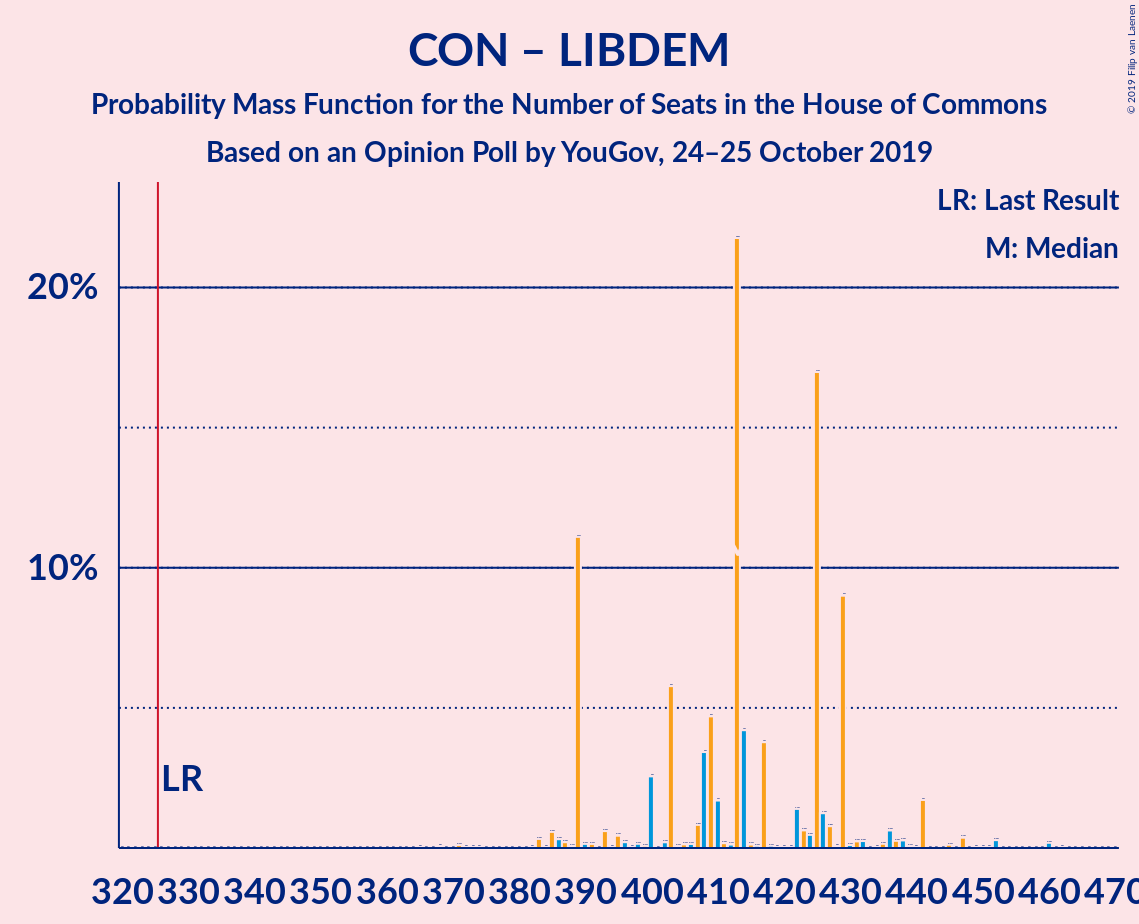 CON – LIBDEM
Probability Mass Function for the Number of Seats in the House of Commons
Based on an Opinion Poll by YouGov, 24–25 October 2019
© 2019 Filip van Laenen
LR: Last Result
M: Median
20%
10%
LR
320 330 340 350 360 370 380 390 400 410 420 430 440 450 460 470